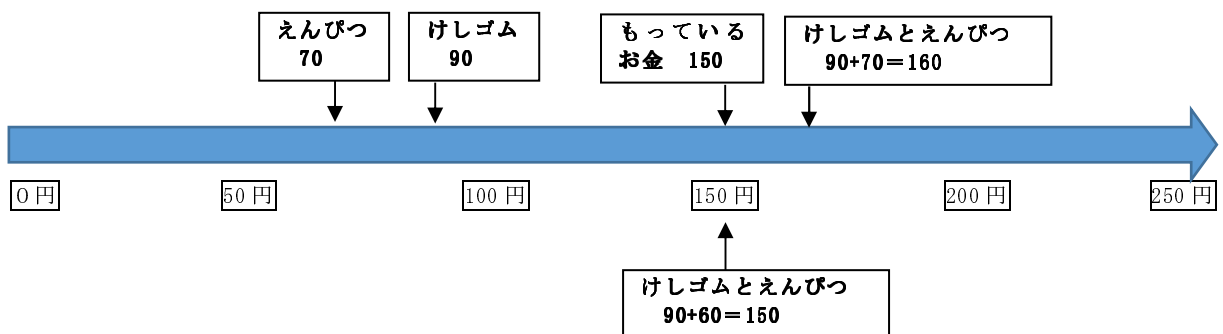 えんぴつ
70
けしゴム
90
もっている
お金　150
けしゴムとえんぴつ
90+70＝160
0円
50円
100円
150円
200円
250円
けしゴムとえんぴつ
90+60＝150